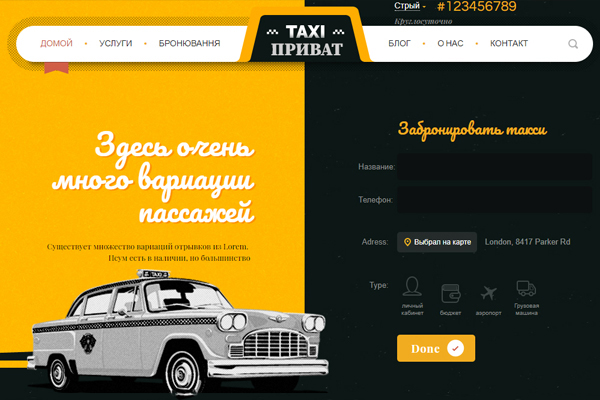 Стрый #123456789
Круглосуточно
ДОМОЙ • УСЛУГИ • БРОНЮВАННЯ
TAXI
ПРИВАТ
БЛОГ • О НАС • КОНТАКТ
Здесь очень
много вариации
пассажей
Существует множество вариаций отрывков из Lorem.
Псум есть в наличии, но большинство
TAXI
Забронировать такси
Название:
Телефон:
Adress: Выбрал на карте London, 8417 Parker Rd
Type:
личный
кабинет
бюджет
аэропорт
Грузовая
машина
Done